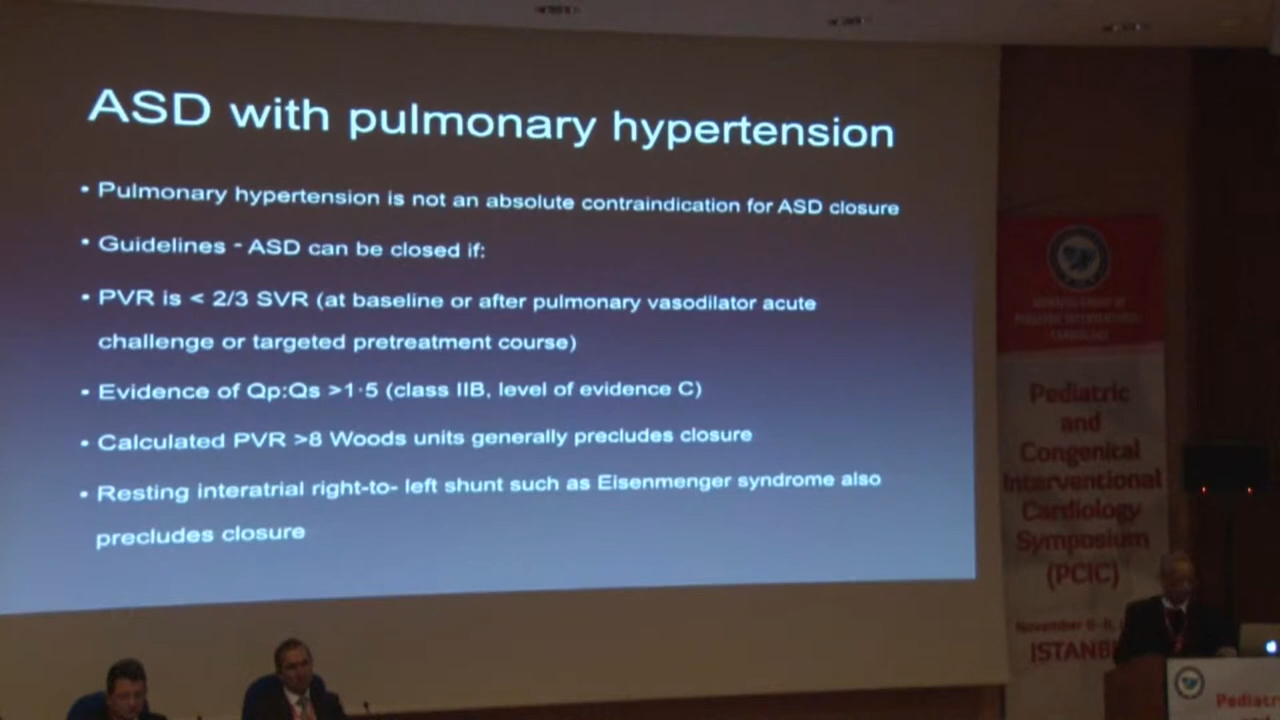 ASD with pulmonary hypertension
• Pulmonary hypertension is not an absolute contraindication for ASD closure
• Guidelines - ASD can be closed if:
• PVR is < 2/3 SVR (at baseline or after pulmonary vasodilator acute
challenge or targeted pretreatment course)
• Evidence of Qp:Qs >1·5 (class IIB, level of evidence C)
• Calculated PVR >8 Woods units generally precludes closure
• Resting interatrial right-to- left shunt such as Eisenmenger syndrome also
precludes closure
Pediatric
and
Congenital
Interventional
Cardiology
Symposium
(PCIC)
November
ISTANB
Pediatr